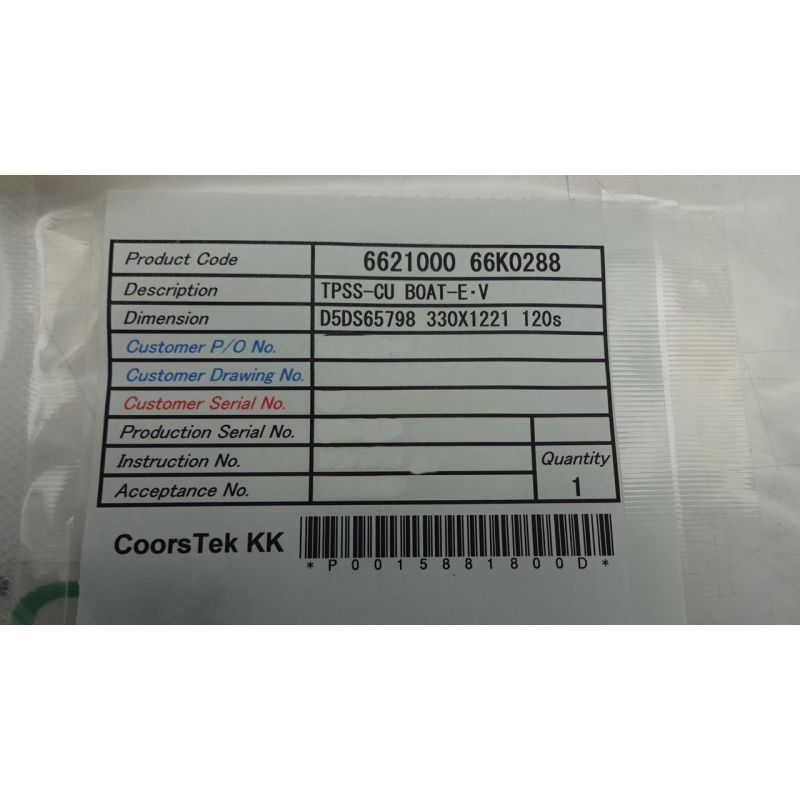 Product Code 6621000 66K0288
Description TPSS-CU BOAT-E・V
Dimension D5DS65798 330X1221 120s
Customer P/O No.
Customer Drawing No.
Customer Serial No.
Production Serial No.
Instruction No. Quantity
Acceptance No. 1
CoorsTek KK
*P0015881800D*